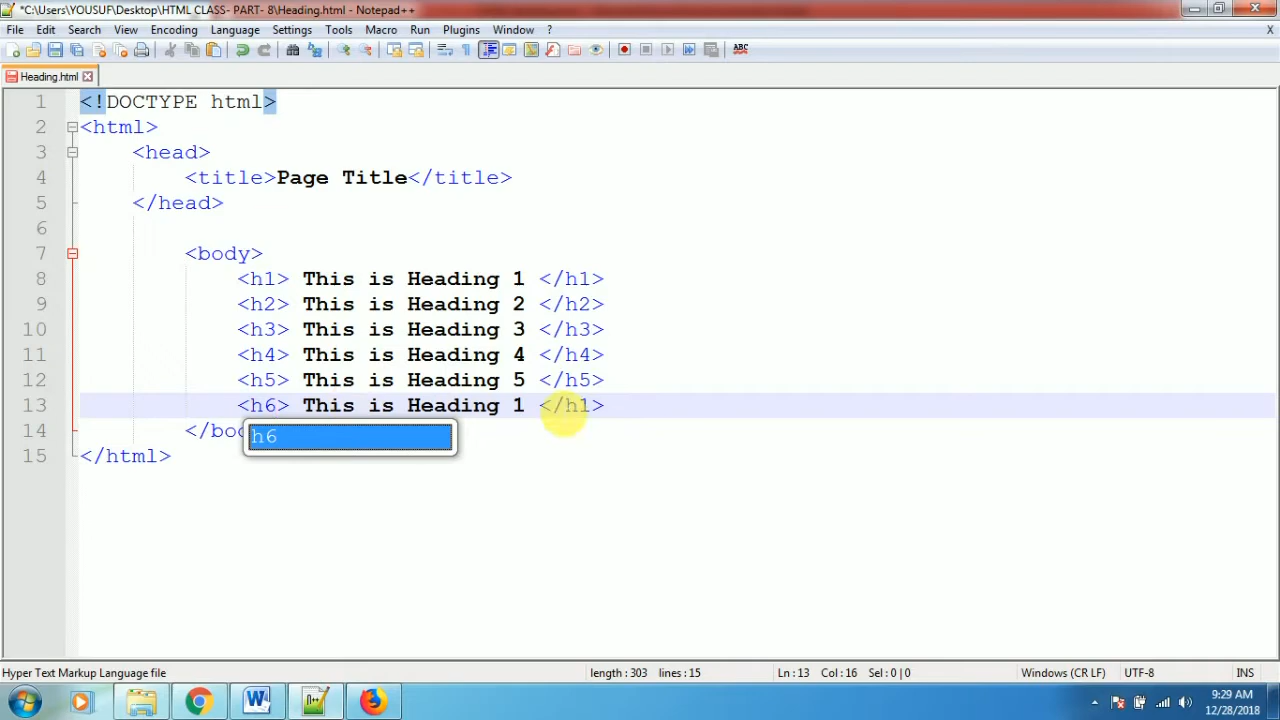 *C:\Users\YOUSUF\Desktop\HTML CLASS- PART- 8\Heading.html - Notepad++
File Edit Search View Encoding Language Settings Tools Macro Run Plugins Window ? X
ABC
Heading.html
1 <!DOCTYPE html>
2 <html>
3 <head>
4 <title>Page Title</title>
5 </head>
6
7 <body>
8 <h1> This is Heading 1 </h1>
9 <h2> This is Heading 2 </h2>
10 <h3> This is Heading 3 </h3>
11 <h4> This is Heading 4 </h4>
12 <h5> This is Heading 5 </h5>
13 <h6> This is Heading 1 </h1>
14 </bo
h6
15 </html>
Hyper Text Markup Language file length : 303 lines : 15 Ln : 13 Col : 16 Sel : 0 | 0 Windows (CR LF) UTF-8 INS
9:29 AM
12/28/2018